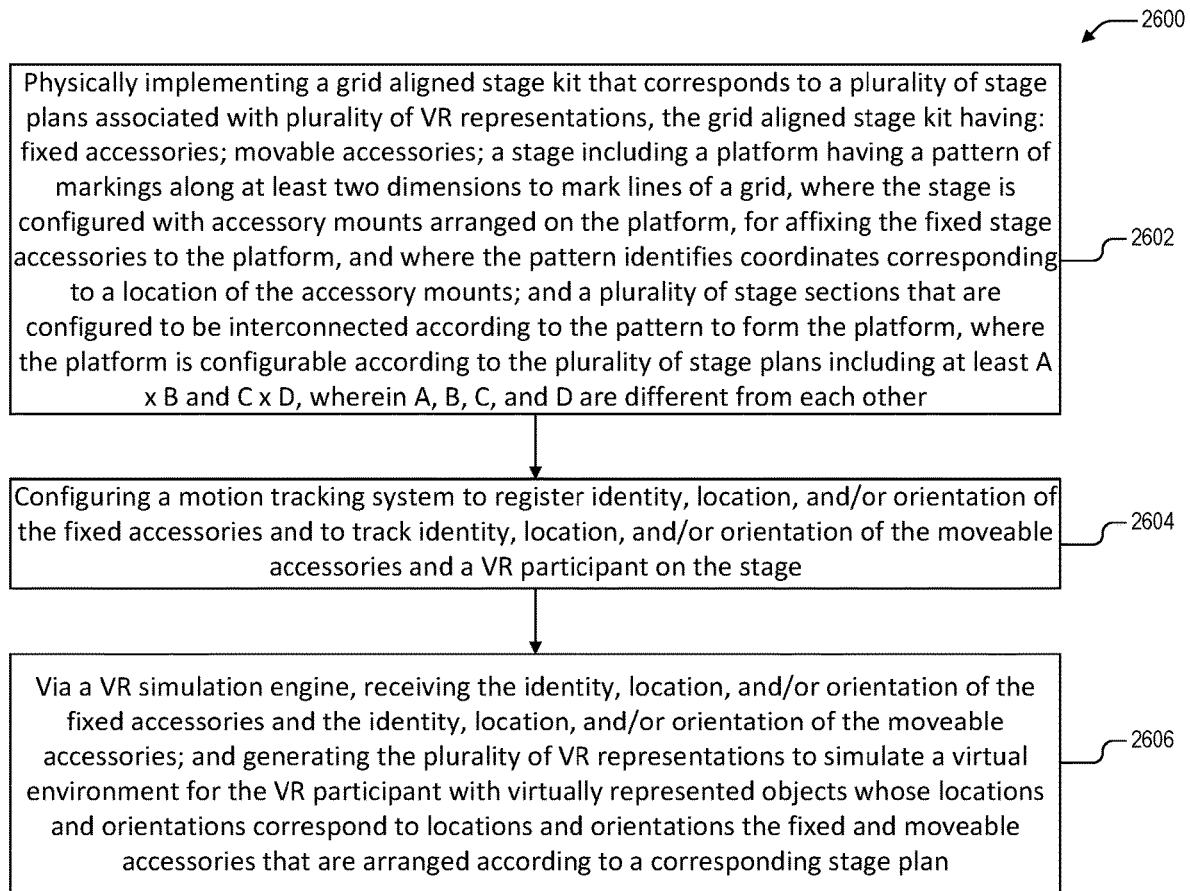 2600
Physically implementing a grid aligned stage kit that corresponds to a plurality of stage
plans associated with plurality of VR representations, the grid aligned stage kit having:
fixed accessories; movable accessories; a stage including a platform having a pattern of
markings along at least two dimensions to mark lines of a grid, where the stage is
configured with accessory mounts arranged on the platform, for affixing the fixed stage
accessories to the platform, and where the pattern identifies coordinates corresponding
to a location of the accessory mounts; and a plurality of stage sections that are
configured to be interconnected according to the pattern to form the platform, where
the platform is configurable according to the plurality of stage plans including at least A
x B and C x D, wherein A, B, C, and D are different from each other
2602
Configuring a motion tracking system to register identity, location, and/or orientation of
the fixed accessories and to track identity, location, and/or orientation of the moveable
accessories and a VR participant on the stage
2604
Via a VR simulation engine, receiving the identity, location, and/or orientation of the
fixed accessories and the identity, location, and/or orientation of the moveable
accessories; and generating the plurality of VR representations to simulate a virtual
environment for the VR participant with virtually represented objects whose locations
and orientations correspond to locations and orientations the fixed and moveable
accessories that are arranged according to a corresponding stage plan
2606